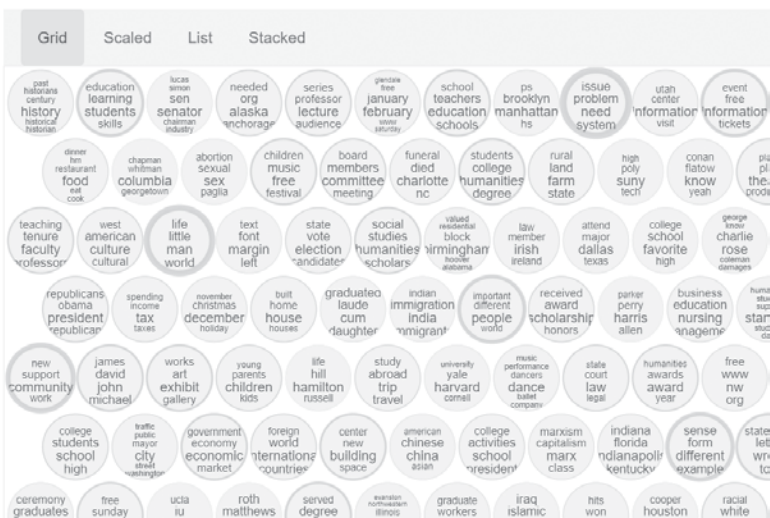 Grid Scaled List Stacked
past historians century history historical historian
education learning students skills
lucas simon sen senator chairman industry
needed org alaska anchorage
series professor lecture audience
glendale free january february saturday
school teachers education schools
ps brooklyn manhattan hs
issue problem need system
utah center information visit
event free information tickets
dinner hm restaurant food eat cook
chapman whitman columbia georgetown
abortion sexual sex paglia
children music free festival
board members committee meeting
funeral died charlotte nc
students college humanities degree
rural land farm state
high poly suny tech
conan flatow know yeah
teaching tenure faculty professors
west american culture cultural
life little man world
text font margin left
state vote election candidates
social studies humanities scholars
valued residential block birmingham hoover alabama
law member irish ireland
attend major dallas texas
college school favorite high
george know charlie rose coleman damages
republicans obama president republican
spending income tax taxes
november christmas december holiday
built home house houses
graduated laude cum daughter
indian immigration india immigrants
important different people world
received award scholarship honors
parker perry harris allen
business education nursing manageme
new support community work
james david john michael
works art exhibit gallery
young parents children kids
life hill hamilton russell
study abroad trip travel
university yale harvard cornell
music performance dancers dance ballet company
state court law legal
humanities awards award year
free www nw org
college students school high
traffic public mayor city street washington
government economy economic market
foreign world international countries
center new building space
american chinese china asian
college activities school president
marxism capitalism marx class
indiana florida indianapolis kentucky
sense form different example
ceremony graduates
free sunday
ucla iu
roth matthews
served degree
evanston northwestern illinois
graduate workers
iraq islamic
hits won
cooper houston
racial white